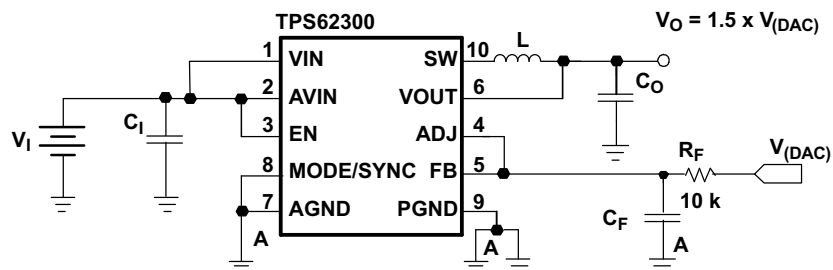 TPS62300
V_O = 1.5 x V_(DAC)
1 VIN SW 10 L
2 AVIN VOUT 6 C_O
V_I C_I 3 EN ADJ 4
8 MODE/SYNC FB 5 R_F V_(DAC)
10 k
7 AGND PGND 9 C_F
A A A